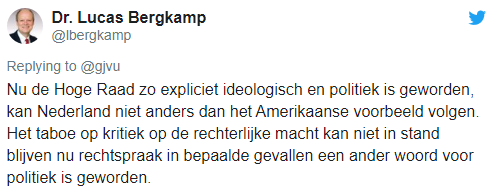 Dr. Lucas Bergkamp
@lbergkamp
Replying to @gjvu
Nu de Hoge Raad zo expliciet ideologisch en politiek is geworden,
kan Nederland niet anders dan het Amerikaanse voorbeeld volgen.
Het taboe op kritiek op de rechterlijke macht kan niet in stand
blijven nu rechtspraak in bepaalde gevallen een ander woord voor
politiek is geworden.